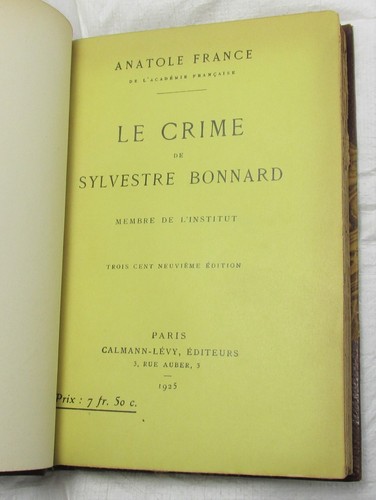 ANATOLE FRANCE
DE L'ACADÉMIE FRANÇAISE
LE CRIME
DE
SYLVESTRE BONNARD
MEMBRE DE L'INSTITUT
TROIS CENT NEUVIÈME ÉDITION
PARIS
CALMANN-LÉVY, ÉDITEURS
3, RUE AUBER, 3
1925
Prix : 7 fr. 50 c.